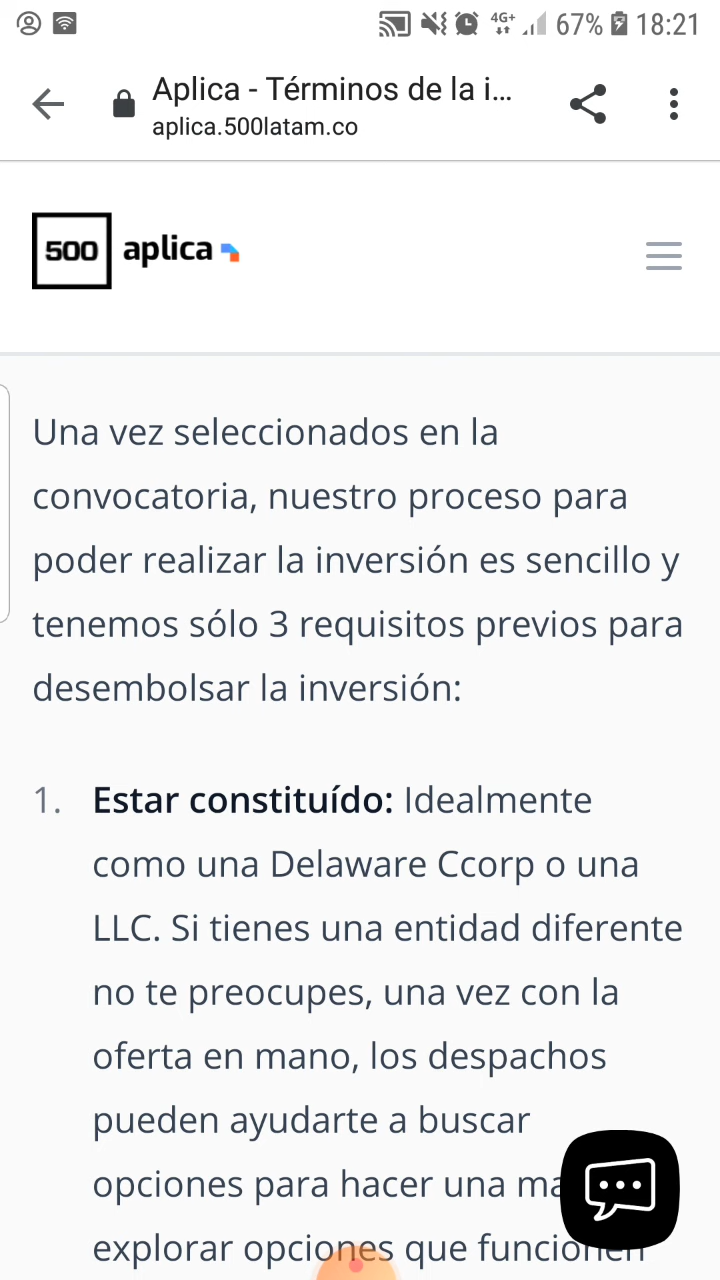 4G+ 67% 18:21
Aplica - Términos de la i...
aplica.500latam.co
500 aplica
Una vez seleccionados en la
convocatoria, nuestro proceso para
poder realizar la inversión es sencillo y
tenemos sólo 3 requisitos previos para
desembolsar la inversión:
1. Estar constituído: Idealmente
como una Delaware Ccorp o una
LLC. Si tienes una entidad diferente
no te preocupes, una vez con la
oferta en mano, los despachos
pueden ayudarte a buscar
opciones para hacer una
explorar opciones que funcionen